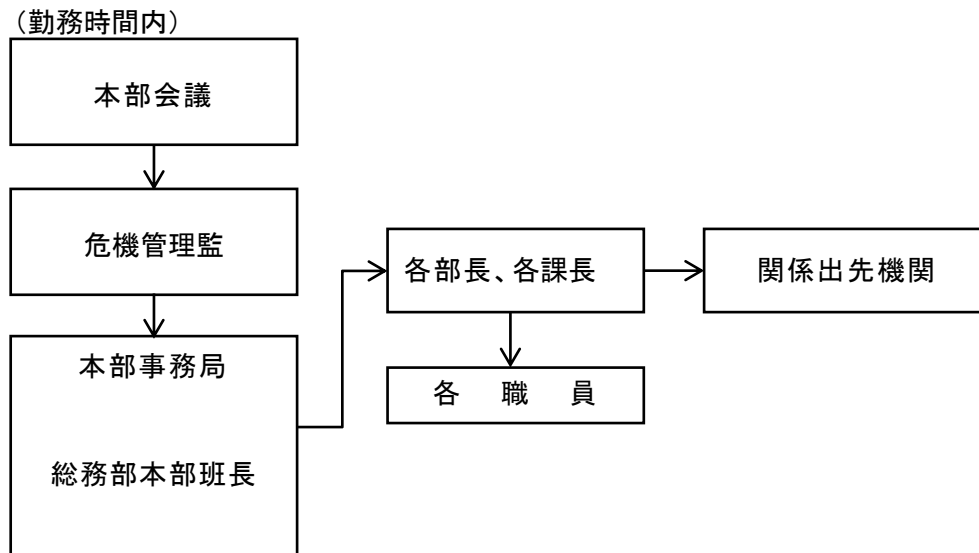 （勤務時間内）
本部会議
危機管理監
本部事務局
総務部本部班長
各部長、各課長
関係出先機関
各　職　員